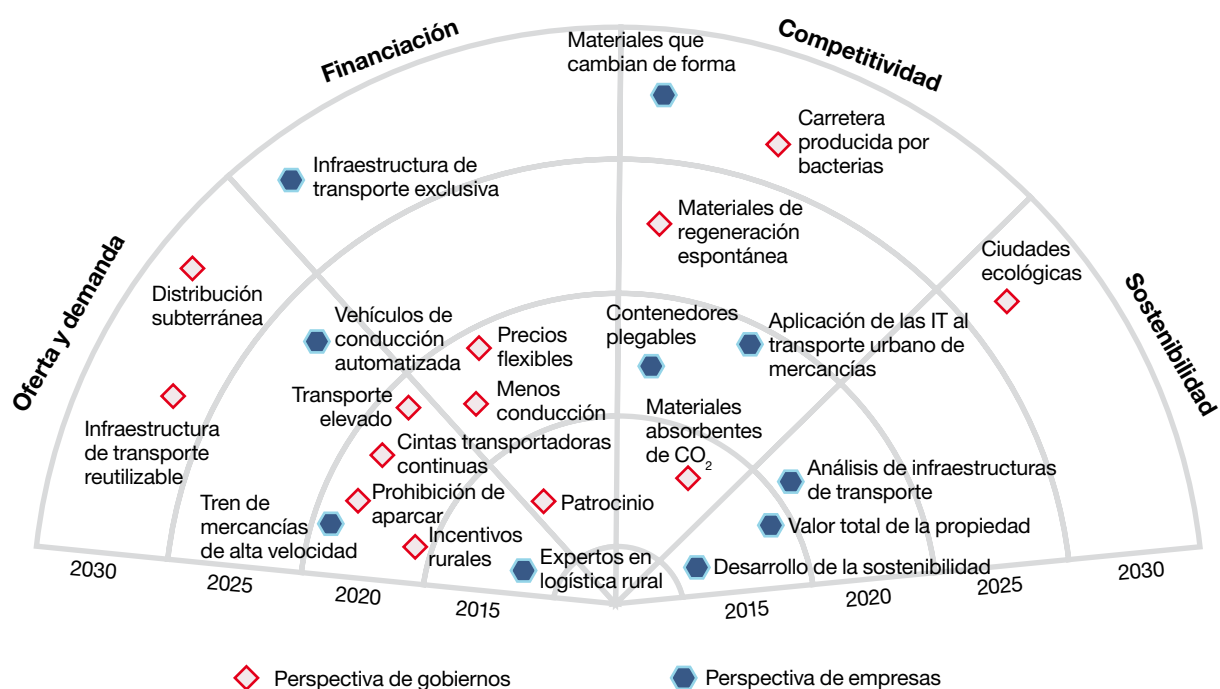 Financiación
Competitividad
Oferta y demanda
Sostenibilidad
Materiales que
cambian de forma
Carretera
producida por
bacterias
Infraestructura de
transporte exclusiva
Materiales de
regeneración
espontánea
Ciudades
ecológicas
Distribución
subterránea
Vehículos de
conducción
automatizada
Precios
flexibles
Contenedores
plegables
Aplicación de las IT al
transporte urbano de
mercancías
Transporte
elevado
Menos
conducción
Materiales
absorbentes
de CO2
Infraestructura
de transporte
reutilizable
Cintas transportadoras
continuas
Análisis de infraestructuras
de transporte
Tren de
mercancías
de alta velocidad
Prohibición de
aparcar
Patrocinio
Valor total de la propiedad
Incentivos
rurales
Expertos en
logística rural
Desarrollo de la sostenibilidad
2030
2025
2020
2015
2015
2020
2025
2030
Perspectiva de gobiernos
Perspectiva de empresas